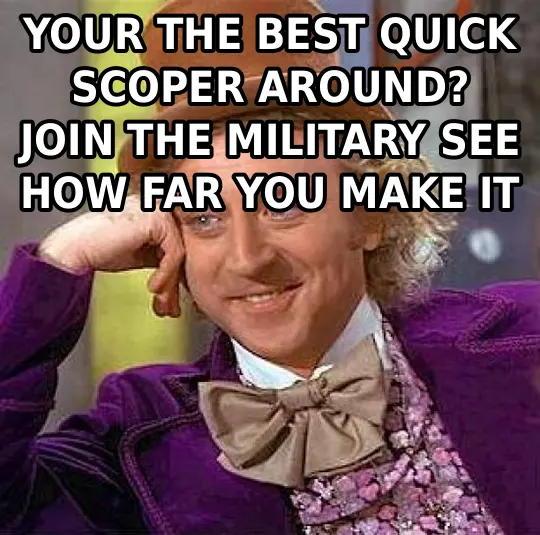 YOUR THE BEST QUICK
SCOPER AROUND?
JOIN THE MILITARY SEE
HOW FAR YOU MAKE IT